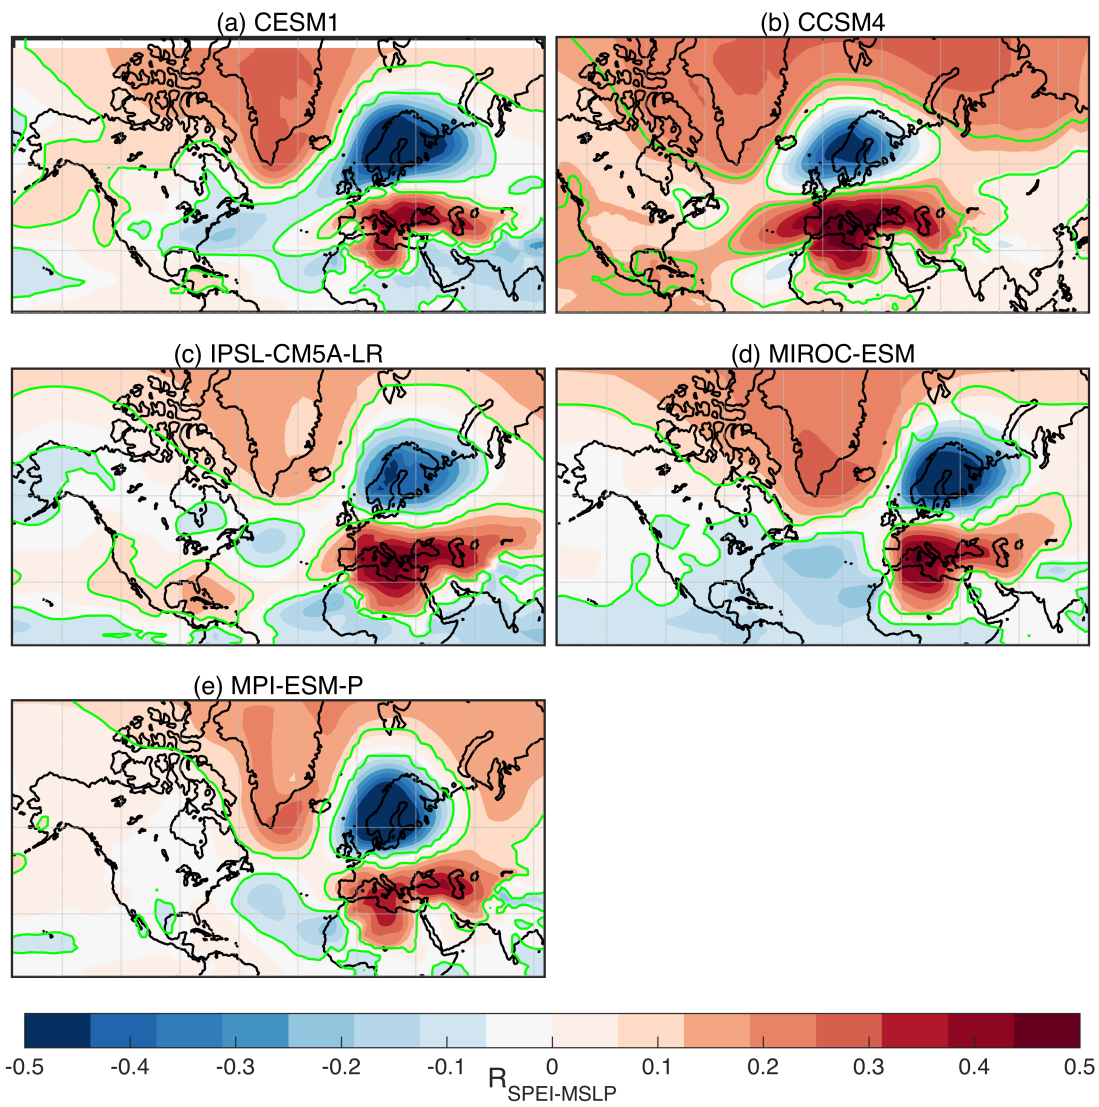 (a) CESM1
(b) CCSM4
(c) IPSL-CM5A-LR
(d) MIROC-ESM
(e) MPI-ESM-P
-0.5 -0.4 -0.3 -0.2 -0.1 0 0.1 0.2 0.3 0.4 0.5
R_SPEI-MSLP